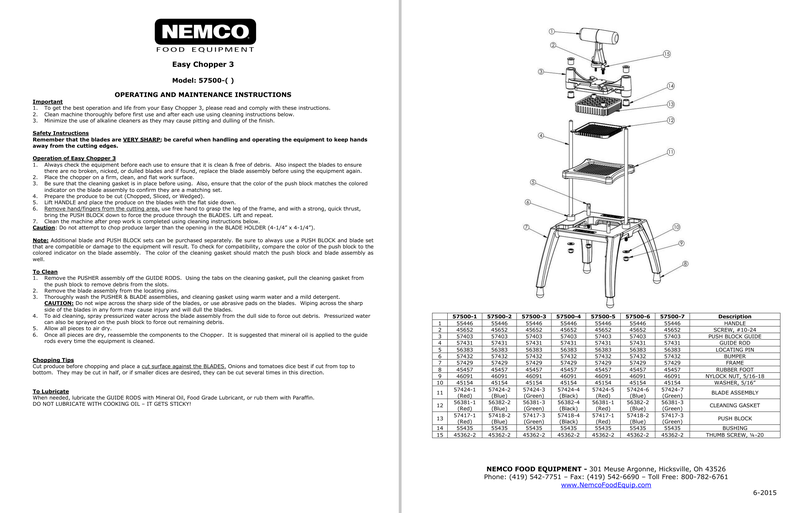 NEMCO
FOOD EQUIPMENT
Easy Chopper 3
Model: 57500-( )
OPERATING AND MAINTENANCE INSTRUCTIONS
Important
1. To get the best operation and life from your Easy Chopper 3, please read and comply with these instructions.
2. Clean machine thoroughly before first use and after each use using cleaning instructions below.
3. Minimize the use of alkaline cleaners as they may cause pitting and dulling of the finish.
Safety Instructions
Remember that the blades are VERY SHARP; be careful when handling and operating the equipment to keep hands
away from the cutting edges.
Operation of Easy Chopper 3
1. Always check the equipment before each use to ensure that it is clean & free of debris. Also inspect the blades to ensure
there are no broken, nicked, or dulled blades and if found, replace the blade assembly before using the equipment again.
2. Place the chopper on a firm, clean, and flat work surface.
3. Be sure that the cleaning gasket is in place before using. Also, ensure that the color of the push block matches the colored
indicator on the blade assembly to confirm they are a matching set.
4. Prepare the produce to be cut (Chopped, Sliced, or Wedged).
5. Lift HANDLE and place the produce on the blades with the flat side down.
6. Remove hand/fingers from the cutting area, use free hand to grasp the leg of the frame, and with a strong, quick thrust,
bring the PUSH BLOCK down to force the produce through the BLADES. Lift and repeat.
7. Clean the machine after prep work is completed using cleaning instructions below.
Caution: Do not attempt to chop produce larger than the opening in the BLADE HOLDER (4-1/4" x 4-1/4").
Note: Additional blade and PUSH BLOCK sets can be purchased separately. Be sure to always use a PUSH BLOCK and blade set
that are compatible or damage to the equipment will result. To check for compatibility, compare the color of the push block to the
colored indicator on the blade assembly. The color of the cleaning gasket should match the push block and blade assembly as
well.
To Clean
1. Remove the PUSHER assembly off the GUIDE RODS. Using the tabs on the cleaning gasket, pull the cleaning gasket from
the push block to remove debris from the slots.
2. Remove the blade assembly from the locating pins.
3. Thoroughly wash the PUSHER & BLADE assemblies, and cleaning gasket using warm water and a mild detergent.
CAUTION: Do not wipe across the sharp side of the blades, or use abrasive pads on the blades. Wiping across the sharp
side of the blades in any form may cause injury and will dull the blades.
4. To aid cleaning, spray pressurized water across the blade assembly from the dull side to force out debris. Pressurized water
can also be sprayed on the push block to force out remaining debris.
5. Allow all pieces to air dry.
6. Once all pieces are dry, reassemble the components to the Chopper. It is suggested that mineral oil is applied to the guide
rods every time the equipment is cleaned.
Chopping Tips
Cut produce before chopping and place a cut surface against the BLADES. Onions and tomatoes dice best if cut from top to
bottom. They may be cut in half, or if smaller dices are desired, they can be cut several times in this direction.
To Lubricate
When needed, lubricate the GUIDE RODS with Mineral Oil, Food Grade Lubricant, or rub them with Paraffin.
DO NOT LUBRICATE WITH COOKING OIL – IT GETS STICKY!
1
2
15
3
14
13
12
4
11
5
6
7
10
9
8
57500-1 57500-2 57500-3 57500-4 57500-5 57500-6 57500-7 Description
1 55446 55446 55446 55446 55446 55446 55446 HANDLE
2 45652 45652 45652 45652 45652 45652 45652 SCREW, #10-24
3 57403 57403 57403 57403 57403 57403 57403 PUSH BLOCK GUIDE
4 57431 57431 57431 57431 57431 57431 57431 GUIDE ROD
5 56383 56383 56383 56383 56383 56383 56383 LOCATING PIN
6 57432 57432 57432 57432 57432 57432 57432 BUMPER
7 57429 57429 57429 57429 57429 57429 57429 FRAME
8 45457 45457 45457 45457 45457 45457 45457 RUBBER FOOT
9 46091 46091 46091 46091 46091 46091 46091 NYLOCK NUT, 5/16-18
10 45154 45154 45154 45154 45154 45154 45154 WASHER, 5/16"
11 57424-1 (Red) 57424-2 (Blue) 57424-3 (Green) 57424-4 (Black) 57424-5 (Red) 57424-6 (Blue) 57424-7 (Green) BLADE ASSEMBLY
12 56381-1 (Red) 56382-2 (Blue) 56381-3 (Green) 56382-4 (Black) 56381-1 (Red) 56382-2 (Blue) 56381-3 (Green) CLEANING GASKET
13 57417-1 (Red) 57418-2 (Blue) 57417-3 (Green) 57418-4 (Black) 57417-1 (Red) 57418-2 (Blue) 57417-3 (Green) PUSH BLOCK
14 55435 55435 55435 55435 55435 55435 55435 BUSHING
15 45362-2 45362-2 45362-2 45362-2 45362-2 45362-2 45362-2 THUMB SCREW, ¼-20
NEMCO FOOD EQUIPMENT - 301 Meuse Argonne, Hicksville, Oh 43526
Phone: (419) 542-7751 – Fax: (419) 542-6690 – Toll Free: 800-782-6761
www.NemcoFoodEquip.com
6-2015